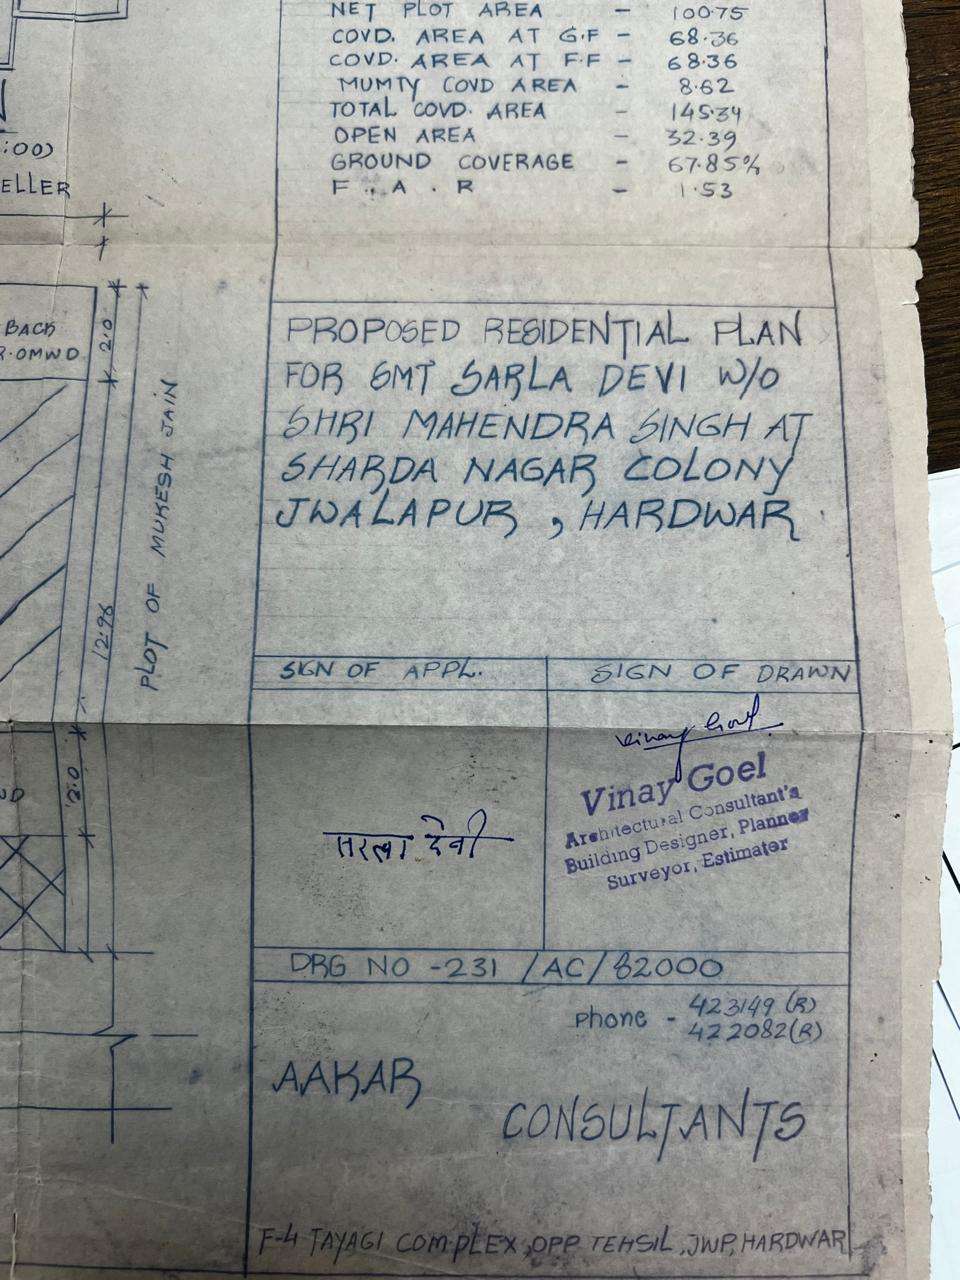 NET PLOT AREA - 100.75
COVD. AREA AT G.F - 68.36
COVD. AREA AT F.F - 68.36
MUMTY COVD AREA - 8.62
TOTAL COVD. AREA - 145.34
OPEN AREA - 32.39
GROUND COVERAGE - 67.85%
F . A . R - 1.53
:00)
ELLER
BACK
R.OMWD
2.0
12.96
2.0
PLOT OF MUKESH JAIN
PROPOSED RESIDENTIAL PLAN
FOR SMT SARLA DEVI W/O
SHRI MAHENDRA SINGH AT
SHARDA NAGAR COLONY
JWALAPUR , HARDWAR
SIGN OF APPL.
SIGN OF DRAWN
सरला देवी
Vinay Goel
Vinay Goel
Architectural Consultant's
Building Designer, Planner
Surveyor, Estimater
DRG NO -231 /AC/82000
Phone - 423149 (R)
422082(R)
AAKAR
CONSULTANTS
F-4 TAYAGI COMPLEX ,OPP TEHSIL ,JWP, HARDWAR